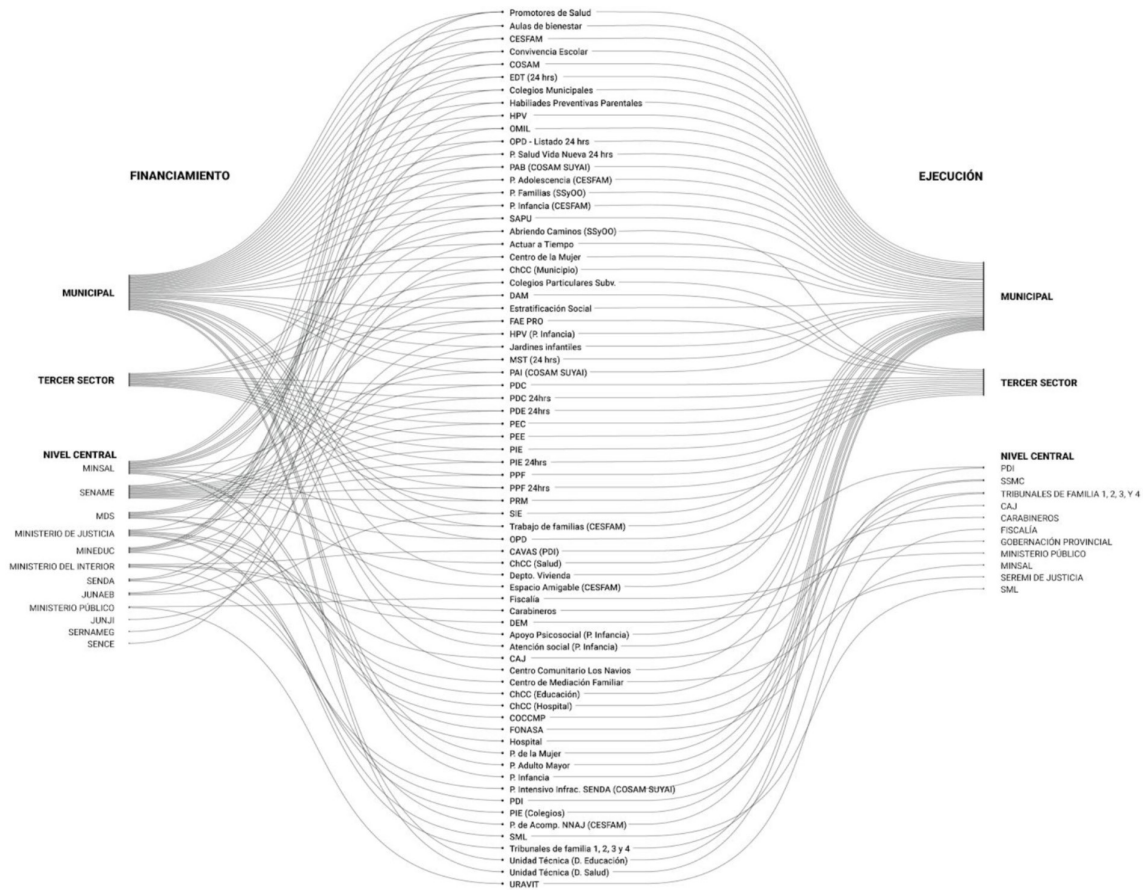 FINANCIAMIENTO
MUNICIPAL
TERCER SECTOR
NIVEL CENTRAL
MINSAL
SENAME
MDS
MINISTERIO DE JUSTICIA
MINEDUC
MINISTERIO DEL INTERIOR
SENDA
JUNAEB
MINISTERIO PÚBLICO
JUNJI
SERNAMEG
SENCE
Promotores de Salud
Aulas de bienestar
CESFAM
Convivencia Escolar
COSAM
EDT (24 hrs)
Colegios Municipales
Habiliades Preventivas Parentales
HPV
OMIL
OPD - Listado 24 hrs
P. Salud Vida Nueva 24 hrs
PAB (COSAM SUYAI)
P. Adolescencia (CESFAM)
P. Familias (SSyOO)
P. Infancia (CESFAM)
SAPU
Abriendo Caminos (SSyOO)
Actuar a Tiempo
Centro de la Mujer
ChCC (Municipio)
Colegios Particulares Subv.
DAM
Estratificación Social
FAE PRO
HPV (P. Infancia)
Jardines infantiles
MST (24 hrs)
PAI (COSAM SUYAI)
PDC
PDC 24hrs
PDE 24hrs
PEC
PEE
PIE
PIE 24hrs
PPF
PPF 24hrs
PRM
SIE
Trabajo de familias (CESFAM)
OPD
CAVAS (PDI)
ChCC (Salud)
Depto. Vivienda
Espacio Amigable (CESFAM)
Fiscalía
Carabineros
DEM
Apoyo Psicosocial (P. Infancia)
Atención social (P. Infancia)
CAJ
Centro Comunitario Los Navíos
Centro de Mediación Familiar
ChCC (Educación)
ChCC (Hospital)
COCCMP
FONASA
Hospital
P. de la Mujer
P. Adulto Mayor
P. Infancia
P. Intensivo Infrac. SENDA (COSAM SUYAI)
PDI
PIE (Colegios)
P. de Acomp. NNAJ (CESFAM)
SML
Tribunales de familia 1, 2, 3 y 4
Unidad Técnica (D. Educación)
Unidad Técnica (D. Salud)
URAVIT
EJECUCIÓN
MUNICIPAL
TERCER SECTOR
NIVEL CENTRAL
PDI
SSMC
TRIBUNALES DE FAMILIA 1, 2, 3, Y 4
CAJ
CARABINEROS
FISCALÍA
GOBERNACIÓN PROVINCIAL
MINISTERIO PÚBLICO
MINSAL
SEREMI DE JUSTICIA
SML